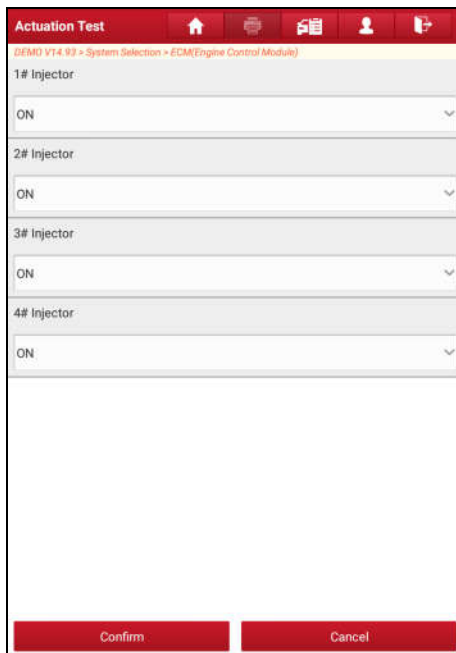 Actuation Test
DEMO V14.93 > System Selection > ECM(Engine Control Module)
1# Injector
ON
2# Injector
ON
3# Injector
ON
4# Injector
ON
Confirm Cancel